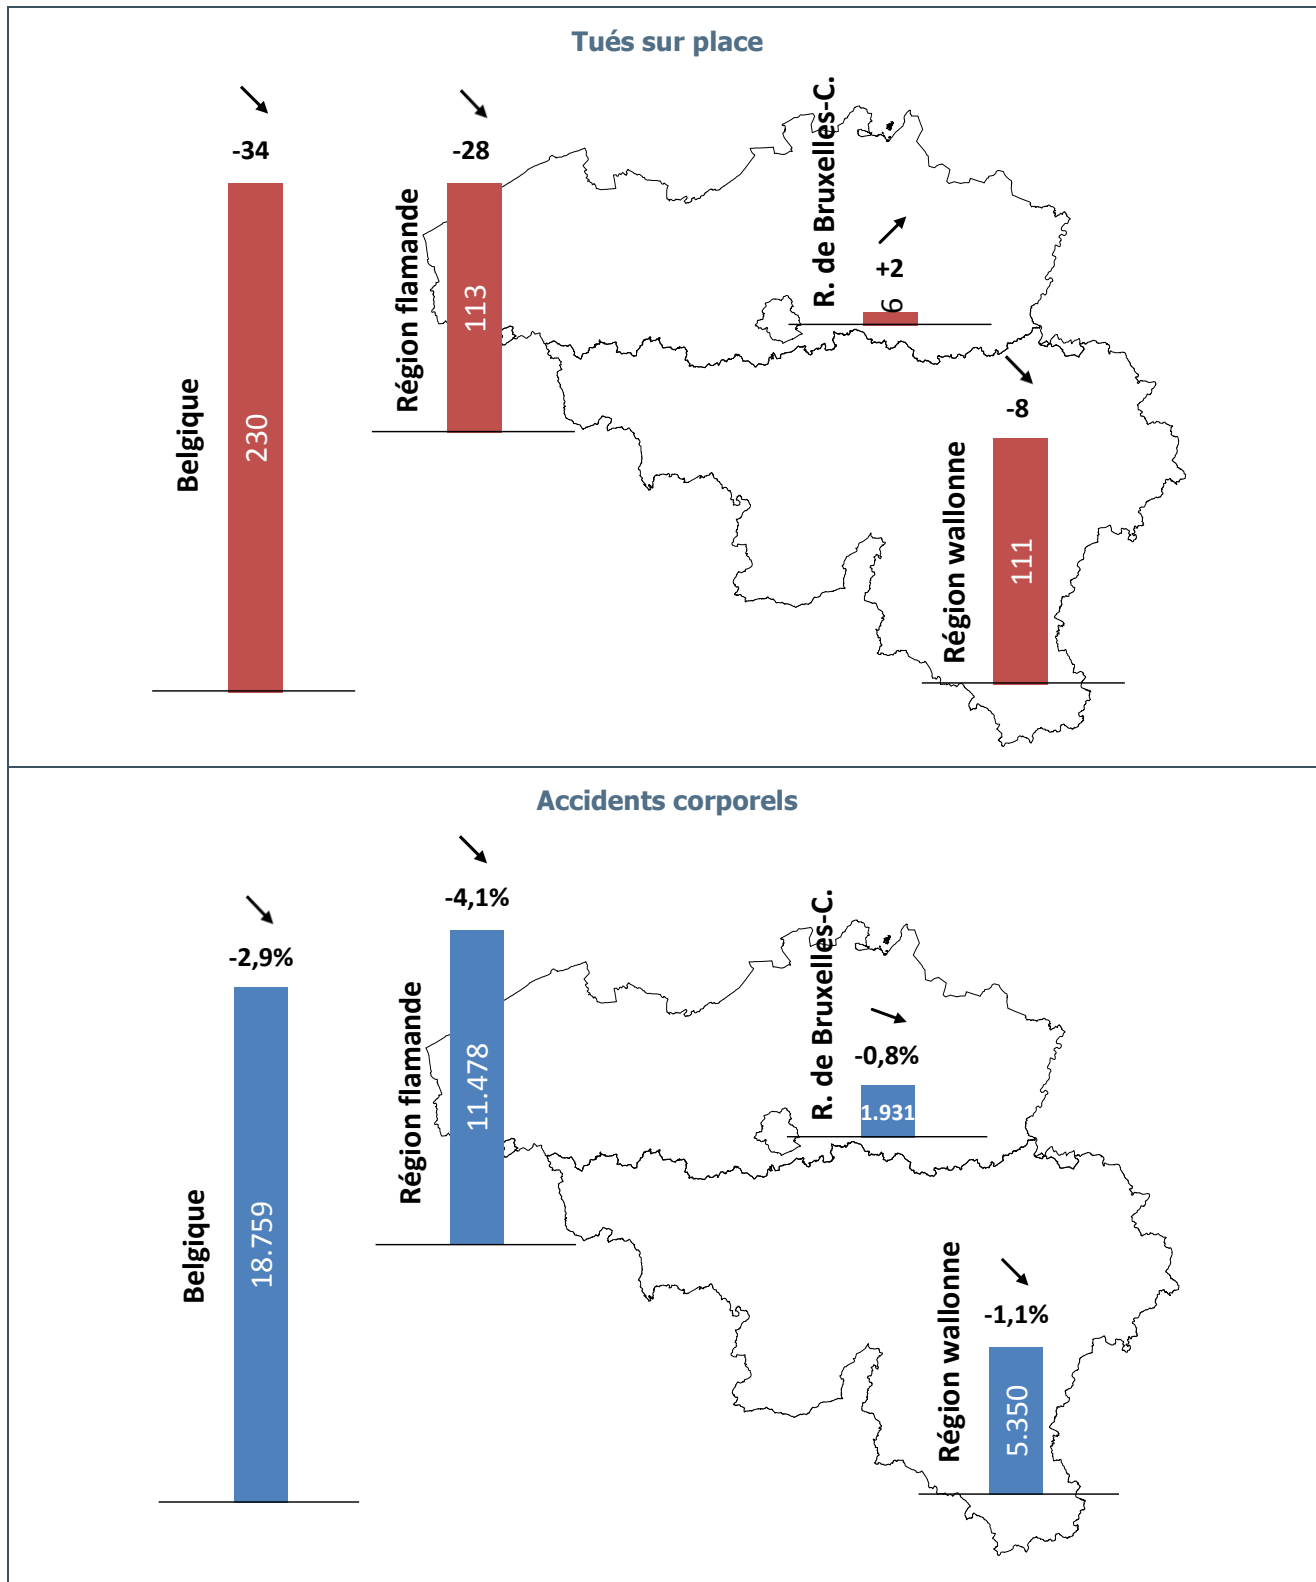 Tués sur place
-34
Belgique
230
-28
Région flamande
113
R. de Bruxelles-C.
+2
6
-8
Région wallonne
111
Accidents corporels
-2,9%
Belgique
18.759
-4,1%
Région flamande
11.478
R. de Bruxelles-C.
-0,8%
1.931
-1,1%
Région wallonne
5.350